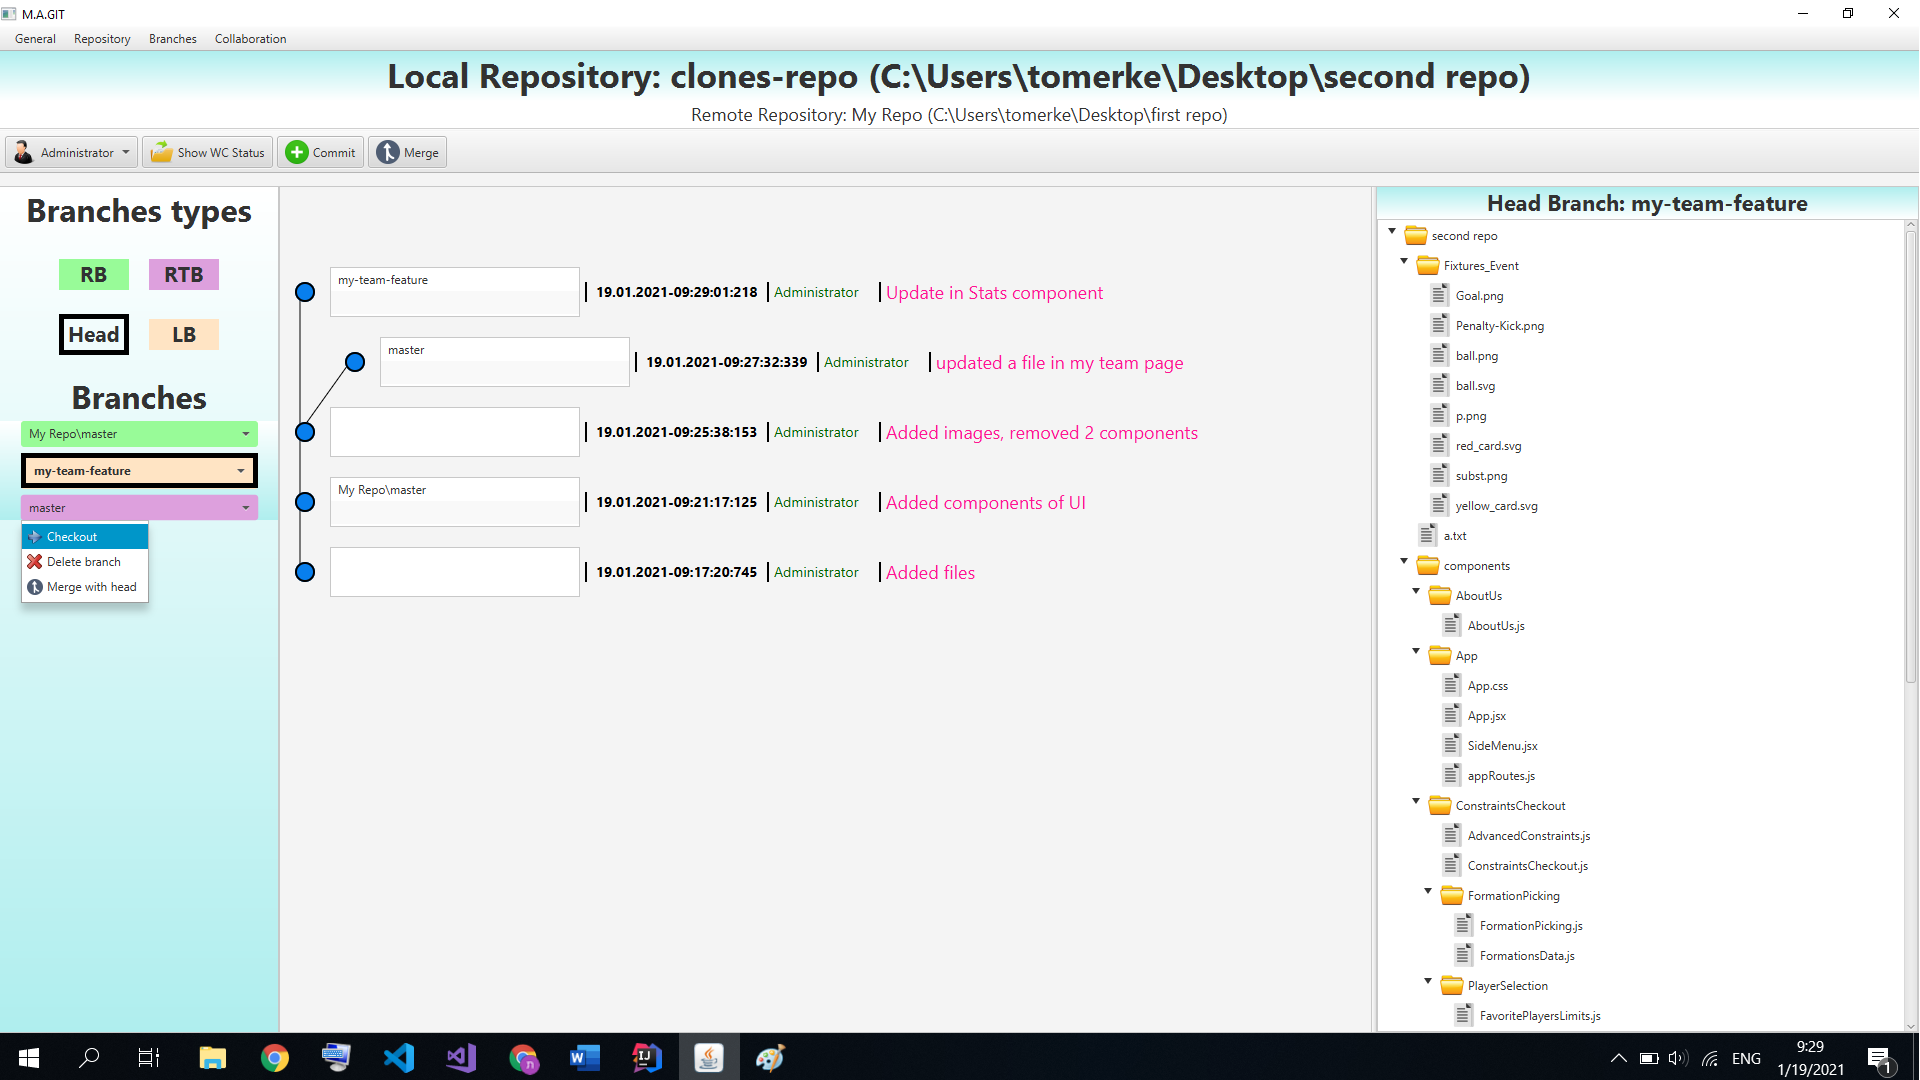 M.A.GIT
General Repository Branches Collaboration
Local Repository: clones-repo (C:\Users\tomerke\Desktop\second repo)
Remote Repository: My Repo (C:\Users\tomerke\Desktop\first repo)
Administrator Show WC Status Commit Merge
Branches types
RB RTB
Head LB
Branches
My Repo\master
my-team-feature
master
Checkout
Delete branch
Merge with head
my-team-feature 19.01.2021-09:29:01:218 Administrator Update in Stats component
master 19.01.2021-09:27:32:339 Administrator updated a file in my team page
19.01.2021-09:25:38:153 Administrator Added images, removed 2 components
My Repo\master 19.01.2021-09:21:17:125 Administrator Added components of UI
19.01.2021-09:17:20:745 Administrator Added files
Head Branch: my-team-feature
second repo
Fixtures_Event
Goal.png
Penalty-Kick.png
ball.png
ball.svg
p.png
red_card.svg
subst.png
yellow_card.svg
a.txt
components
AboutUs
AboutUs.js
App
App.css
App.jsx
SideMenu.jsx
appRoutes.js
ConstraintsCheckout
AdvancedConstraints.js
ConstraintsCheckout.js
FormationPicking
FormationPicking.js
FormationsData.js
PlayerSelection
FavoritePlayersLimits.js
n
W
IJ
ENG
9:29
1/19/2021
1